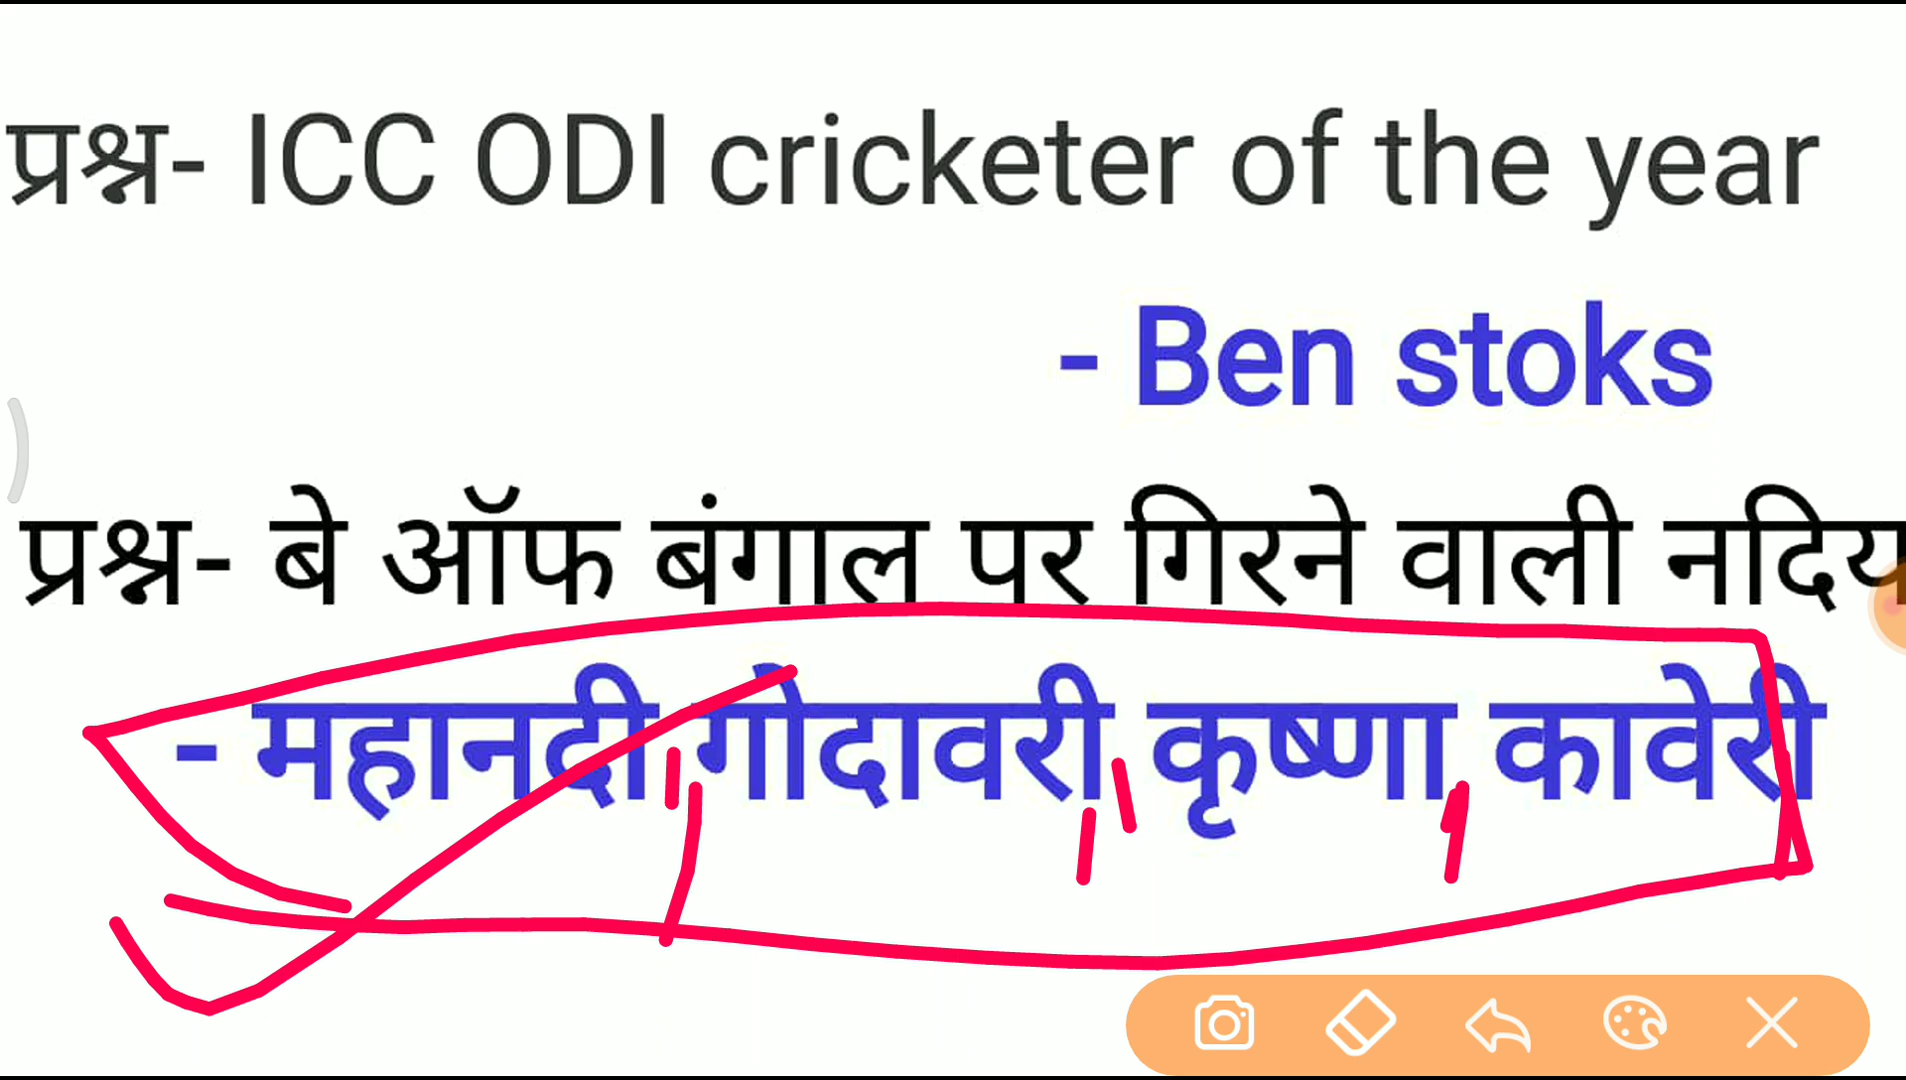 प्रश्न- ICC ODI cricketer of the year
- Ben stoks
प्रश्न- बे ऑफ बंगाल पर गिरने वाली नदिय
- महानदी गोदावरी कृष्णा कावेरी